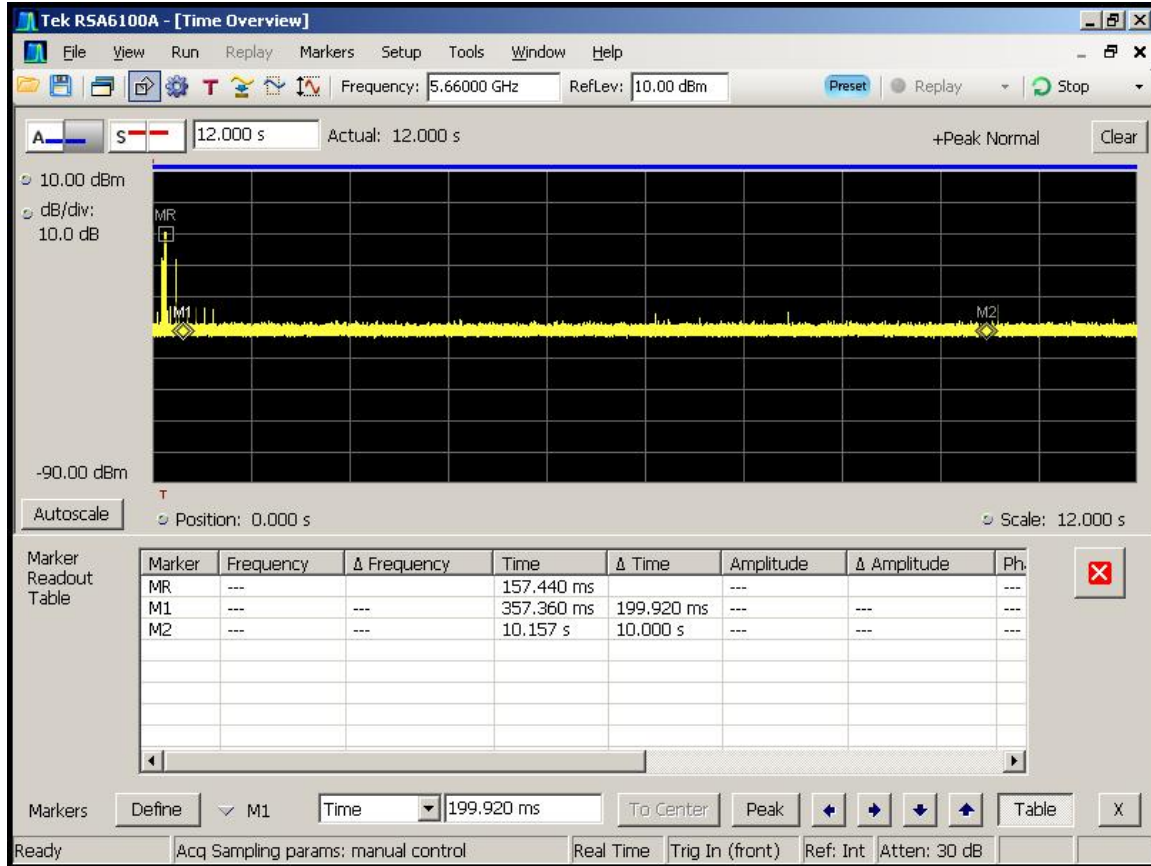 Tek RSA6100A - [Time Overview]
File View Run Replay Markers Setup Tools Window Help
T Frequency: 5.66000 GHz RefLev: 10.00 dBm Preset Replay Stop
A S 12.000 s Actual: 12.000 s +Peak Normal Clear
10.00 dBm
dB/div:
10.0 dB
MR
M1 M2
-90.00 dBm
T
Autoscale Position: 0.000 s Scale: 12.000 s
Marker Readout Table
Marker Frequency Δ Frequency Time Δ Time Amplitude Δ Amplitude Ph
MR --- 157.440 ms --- ---
M1 --- --- 357.360 ms 199.920 ms --- --- ---
M2 --- --- 10.157 s 10.000 s --- --- ---
Markers Define M1 Time 199.920 ms To Center Peak Table X
Ready Acq Sampling params: manual control Real Time Trig In (front) Ref: Int Atten: 30 dB